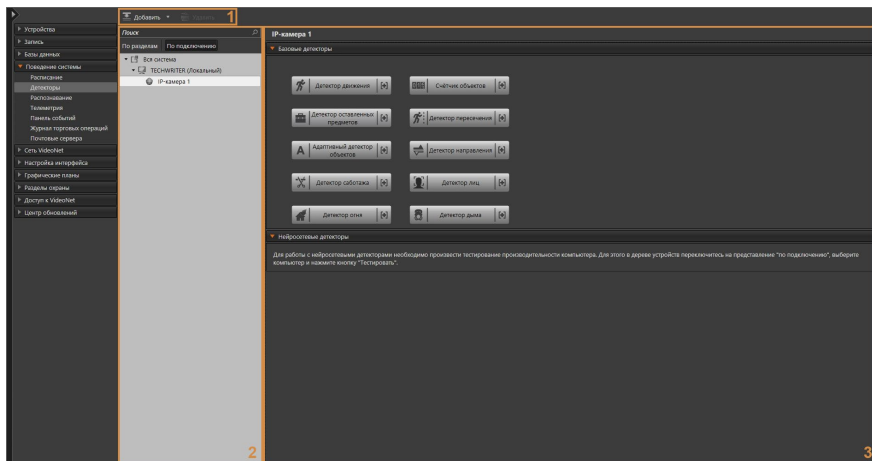 Добавить
Удалить
1
Устройства
Запись
Базы данных
Поведение системы
Расписание
Детекторы
Распознавание
Телеметрия
Панель событий
Журнал торговых операций
Почтовые сервера
Сеть VideoNet
Настройка интерфейса
Графические планы
Разделы охраны
Доступ к VideoNet
Центр обновлений
Поиск
По разделам По подключению
Вся система
TECHWRITER (Локальный)
IP-камера 1
2
IP-камера 1
Базовые детекторы
Детектор движения
Счётчик объектов
Детектор оставленных
предметов
Детектор пересечения
Адаптивный детектор
объектов
Детектор направления
Детектор саботажа
Детектор лиц
Детектор огня
Детектор дыма
Нейросетевые детекторы
Для работы с нейросетевыми детекторами необходимо произвести тестирование производительности компьютера. Для этого в дереве устройств переключитесь на представление "по подключению", выберите
компьютер и нажмите кнопку "Тестировать".
3